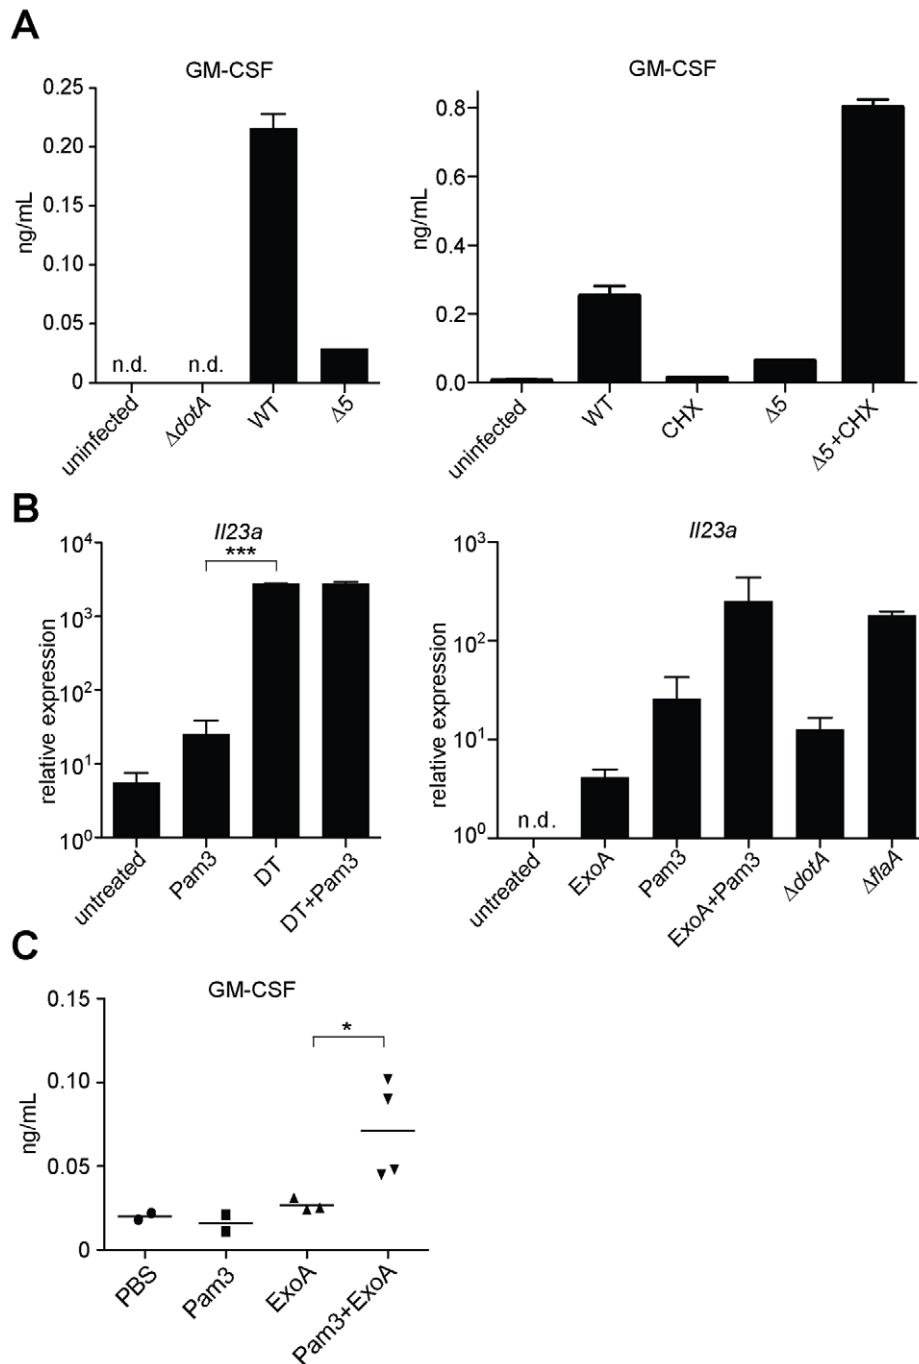 A
GM-CSF
ng/mL
0.25
0.20
0.15
0.10
0.05
0
n.d.
n.d.
uninfected
ΔdotA
WT
Δ5
GM-CSF
ng/mL
0.8
0.6
0.4
0.2
0.0
uninfected
WT
CHX
Δ5
Δ5+CHX
B
Il23a
***
relative expression
10⁴
10³
10²
10¹
10⁰
untreated
Pam3
DT
DT+Pam3
Il23a
relative expression
10³
10²
10¹
10⁰
n.d.
untreated
ExoA
Pam3
ExoA+Pam3
ΔdotA
ΔflaA
C
GM-CSF
ng/mL
0.15
0.10
0.05
0
*
PBS
Pam3
ExoA
Pam3+ExoA